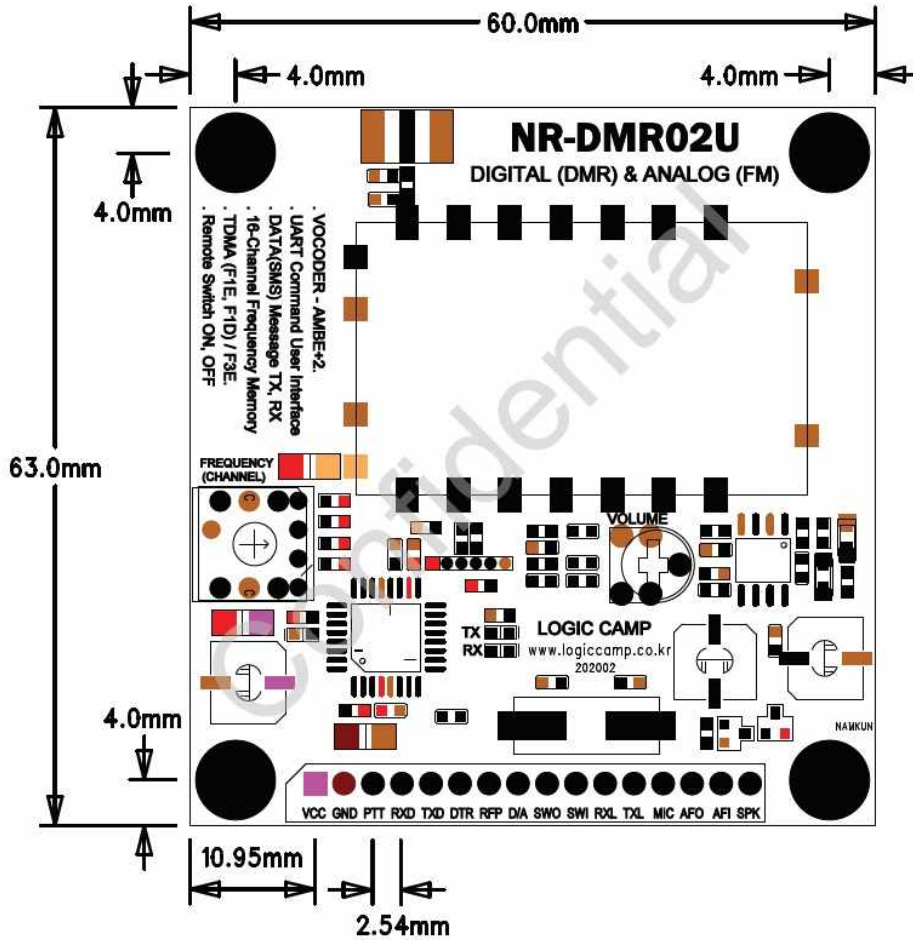 60.0mm
4.0mm
4.0mm
NR-DMR02U
DIGITAL (DMR) & ANALOG (FM)
4.0mm
. VOCODER - AMBE+2.
. UART Command User Interface
. DATA(SMS) Message TX, RX
. 16-Channel Frequency Memory
. TDMA (F1E, F1D) / F3E.
. Remote Switch ON, OFF
63.0mm
FREQUENCY
(CHANNEL)
C
C
VOLUME
Confidential
TX
RX
LOGIC CAMP
www.logiccamp.co.kr
202002
4.0mm
NAMKUN
VCC GND PTT RXD TXD DTR RFP D/A SWO SWI RXL TXL MIC AFO AFI SPK
10.95mm
2.54mm